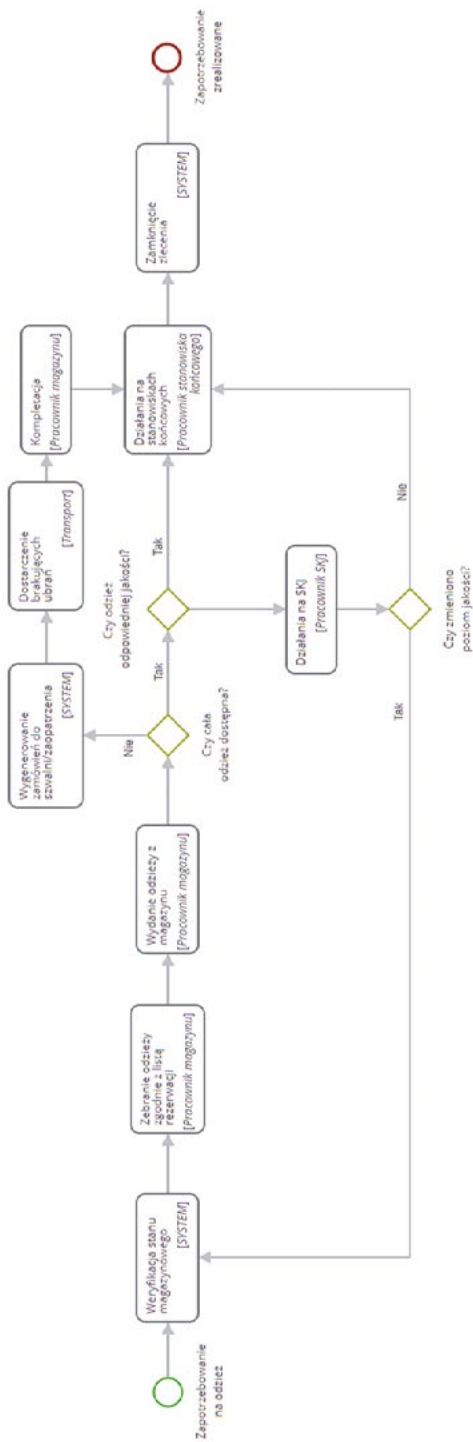 Zapotrzebowanie
na odzież
Weryfikacja stanu
magazynowego
[SYSTEM]
Zebranie odzieży
zgodnie z listą
rezerwacji
[Pracownik magazynu]
Wydanie odzieży z
magazynu
[Pracownik magazynu]
Czy cała
odzież dostępna?
Nie
Tak
Wygenerowanie
zamówień do
szwalni/zaopatrzenia
[SYSTEM]
Dostarczenie
brakujących
ubrań
[Transport]
Kompletacja
[Pracownik magazynu]
Czy odzież
odpowiedniej jakości?
Tak
Działania na SKJ
[Pracownik SKJ]
Czy zmieniono
poziom jakości?
Tak
Nie
Działania na
stanowiskach
końcowych
[Pracownik stanowiska
końcowego]
Zamknięcie
zlecenia
[SYSTEM]
Zapotrzebowanie
zrealizowane